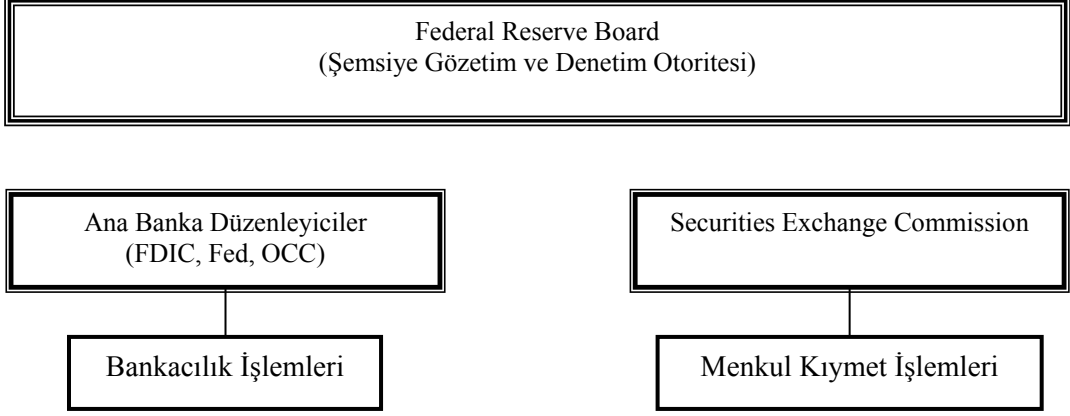 Federal Reserve Board
(Şemsiye Gözetim ve Denetim Otoritesi)
Ana Banka Düzenleyiciler
(FDIC, Fed, OCC)
Securities Exchange Commission
Bankacılık İşlemleri
Menkul Kıymet İşlemleri